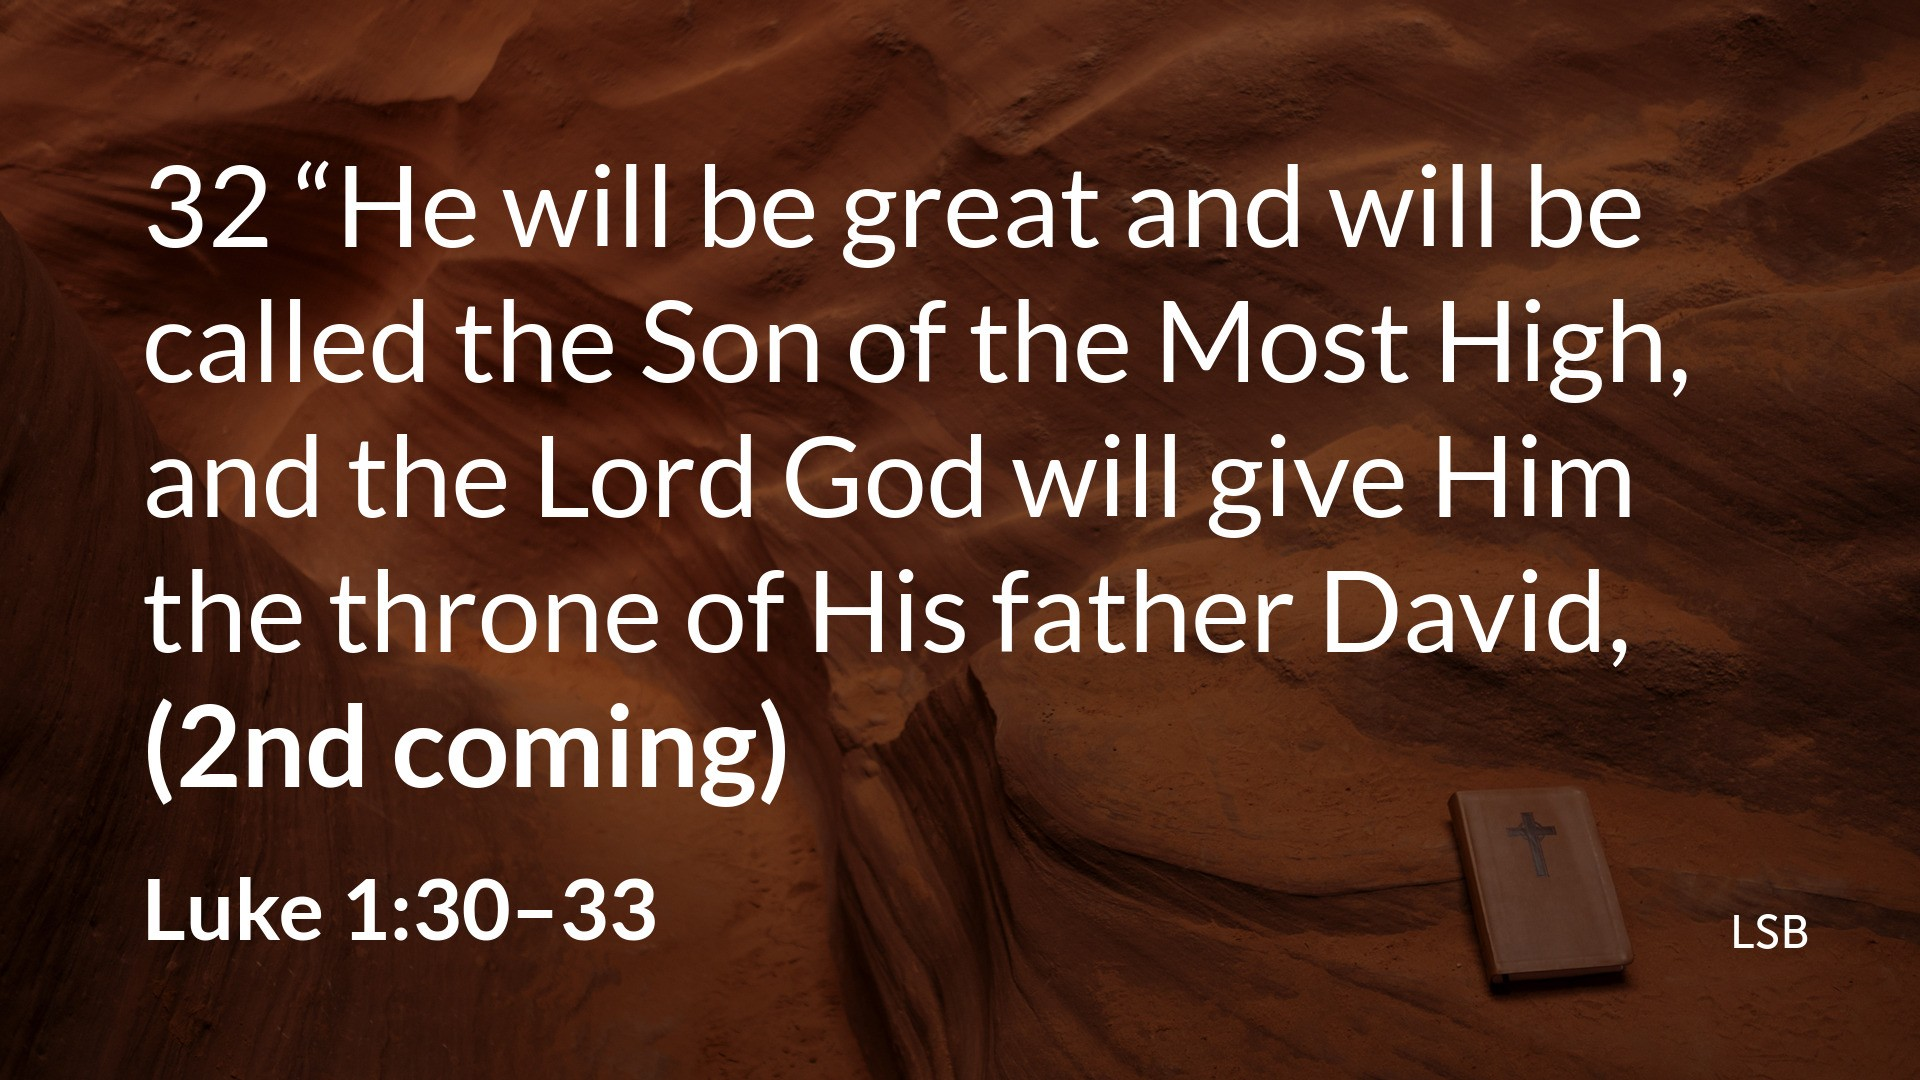 32 “He will be great and will be
called the Son of the Most High,
and the Lord God will give Him
the throne of His father David,
(2nd coming)
Luke 1:30–33
LSB